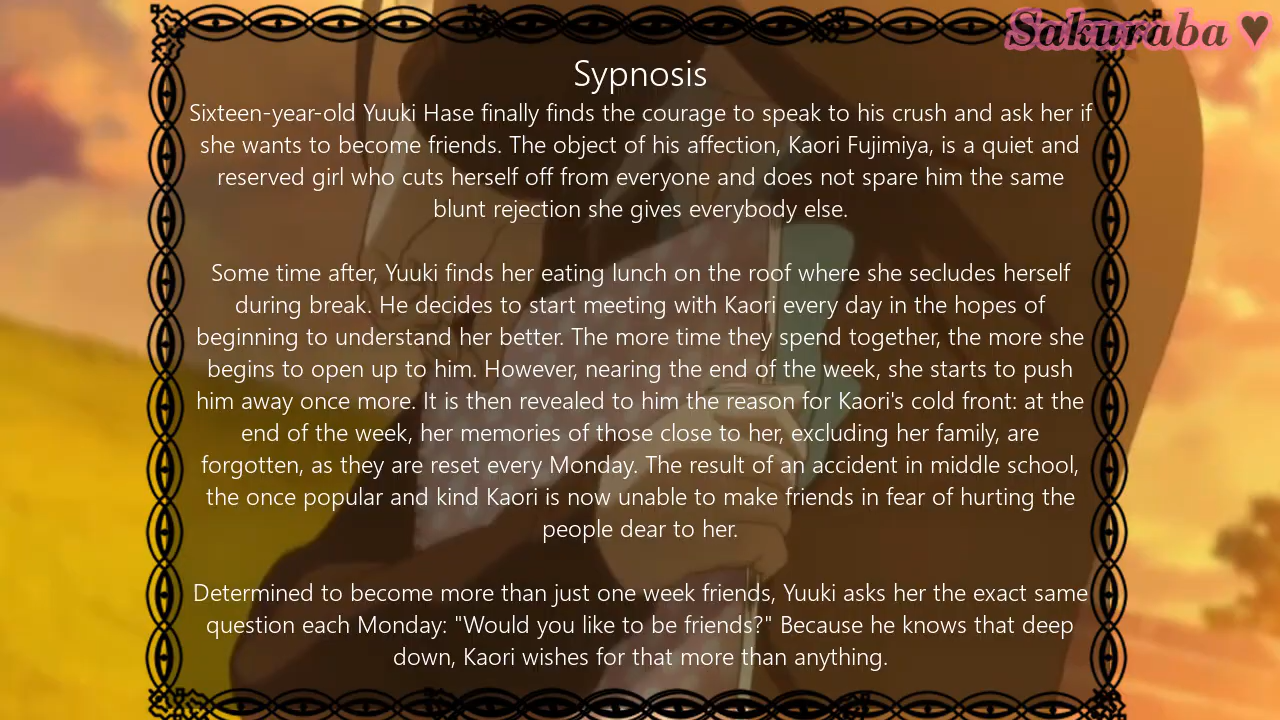 Sakuraba ♥
Sypnosis
Sixteen-year-old Yuuki Hase finally finds the courage to speak to his crush and ask her if
she wants to become friends. The object of his affection, Kaori Fujimiya, is a quiet and
reserved girl who cuts herself off from everyone and does not spare him the same
blunt rejection she gives everybody else.
Some time after, Yuuki finds her eating lunch on the roof where she secludes herself
during break. He decides to start meeting with Kaori every day in the hopes of
beginning to understand her better. The more time they spend together, the more she
begins to open up to him. However, nearing the end of the week, she starts to push
him away once more. It is then revealed to him the reason for Kaori's cold front: at the
end of the week, her memories of those close to her, excluding her family, are
forgotten, as they are reset every Monday. The result of an accident in middle school,
the once popular and kind Kaori is now unable to make friends in fear of hurting the
people dear to her.
Determined to become more than just one week friends, Yuuki asks her the exact same
question each Monday: "Would you like to be friends?" Because he knows that deep
down, Kaori wishes for that more than anything.